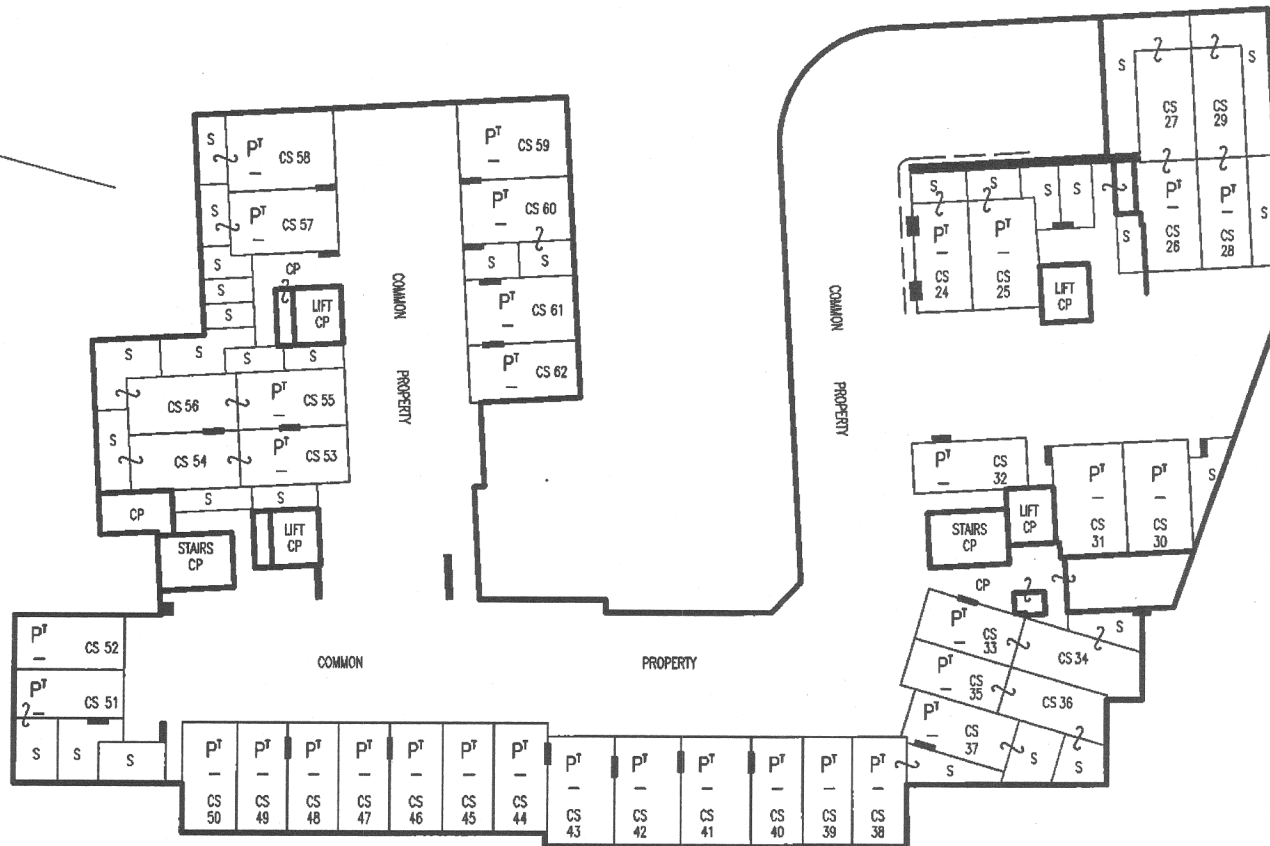 S
P^T
—
CS 58
P^T
—
CS 59
S
P^T
—
CS 57
P^T
—
CS 60
S
CP
S
S
S
S
LIFT
CP
P^T
—
CS 61
S
S
S
S
P^T
—
CS 62
CS 56
P^T
—
CS 55
S
CS 54
P^T
—
CS 53
S
S
CP
STAIRS
CP
LIFT
CP
COMMON
PROPERTY
P^T
—
CS 52
P^T
—
CS 51
S
S
S
COMMON
PROPERTY
P^T
—
CS
50
P^T
—
CS
49
P^T
—
CS
48
P^T
—
CS
47
P^T
—
CS
46
P^T
—
CS
45
P^T
—
CS
44
P^T
—
CS
43
P^T
—
CS
42
P^T
—
CS
41
P^T
—
CS
40
P^T
—
CS
39
P^T
—
CS
38
COMMON
PROPERTY
S
CS
27
CS
29
S
S
S
S
S
P^T
—
CS
24
P^T
—
CS
25
LIFT
CP
S
P^T
—
CS
26
P^T
—
CS
28
S
P^T
—
CS
32
LIFT
CP
STAIRS
CP
P^T
—
CS
31
P^T
—
CS
30
S
CP
P^T
—
CS
33
CS 34
S
P^T
—
CS
35
CS 36
P^T
—
CS
37
S
S
S